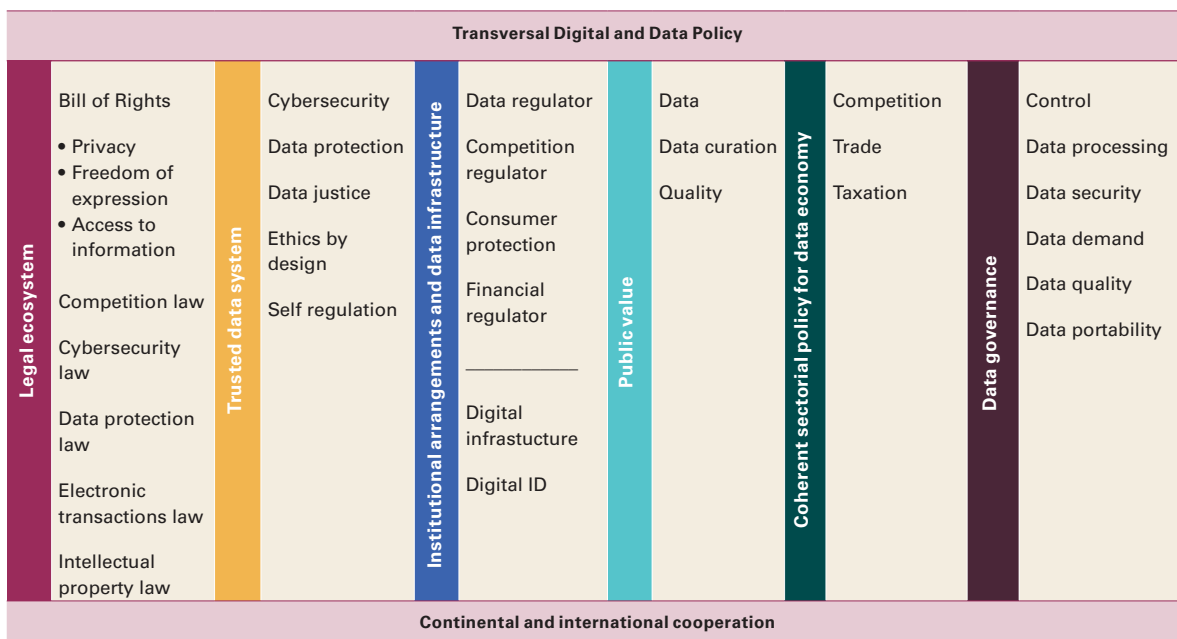 Transversal Digital and Data Policy
Legal ecosystem
Bill of Rights
• Privacy
• Freedom of
expression
• Access to
information
Competition law
Cybersecurity
law
Data protection
law
Electronic
transactions law
Intellectual
property law
Trusted data system
Cybersecurity
Data protection
Data justice
Ethics by
design
Self regulation
Institutional arrangements and data infrastructure
Data regulator
Competition
regulator
Consumer
protection
Financial
regulator
____________
Digital
infrastucture
Digital ID
Public value
Data
Data curation
Quality
Coherent sectorial policy for data economy
Competition
Trade
Taxation
Data governance
Control
Data processing
Data security
Data demand
Data quality
Data portability
Continental and international cooperation